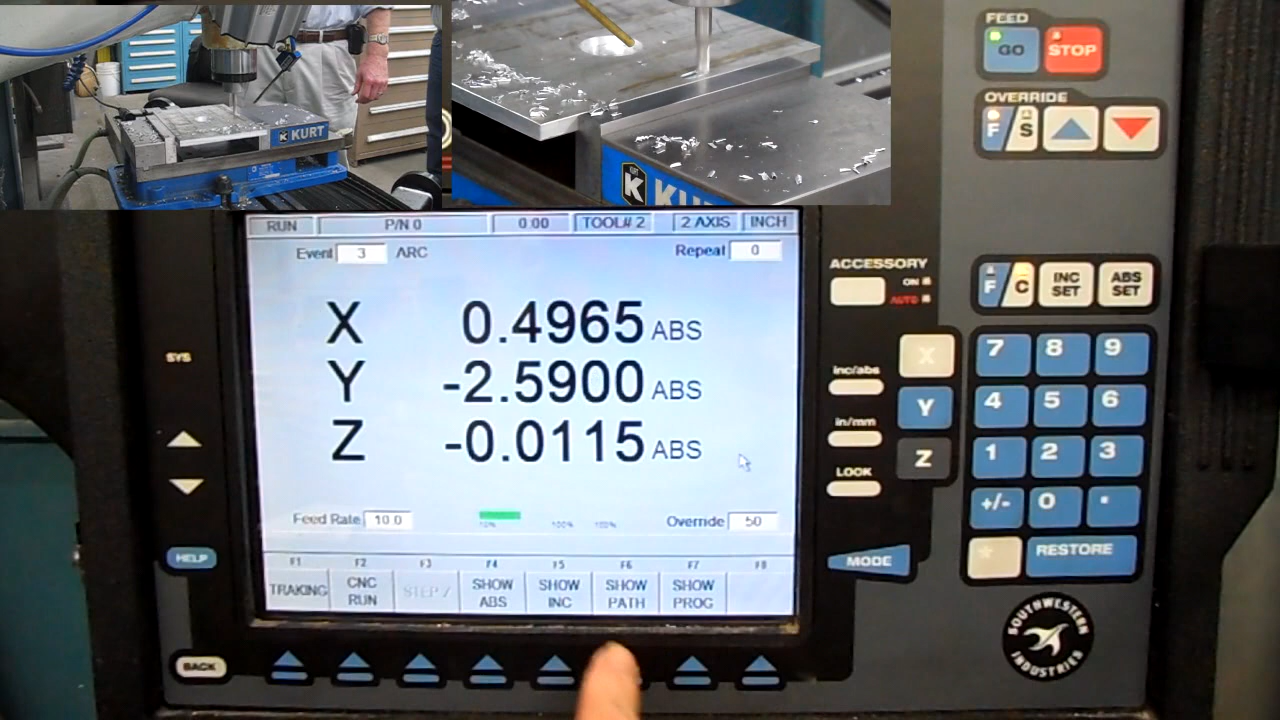 KURT
K
KURT
FEED
GO
STOP
OVERRIDE
F
S
RUN
P/N 0
0.00
TOOL# 2
2 AXIS
INCH
Event
3
ARC
Repeat
0
X 0.4965 ABS
Y -2.5900 ABS
Z -0.0115 ABS
Feed Rate
10.0
100%
Override
50
F1
F2
F3
F4
F5
F6
F7
F8
TRAKING
CNC
RUN
SHOW
ABS
SHOW
INC
SHOW
PATH
SHOW
PROG
SYS
HELP
BACK
ACCESSORY
ON
AUTO
inc/abs
in/mm
LOOK
MODE
F
C
INC
SET
ABS
SET
X
7
8
9
Y
4
5
6
Z
1
2
3
+/-
0
.
*
RESTORE
SOUTHWESTERN
INDUSTRIES